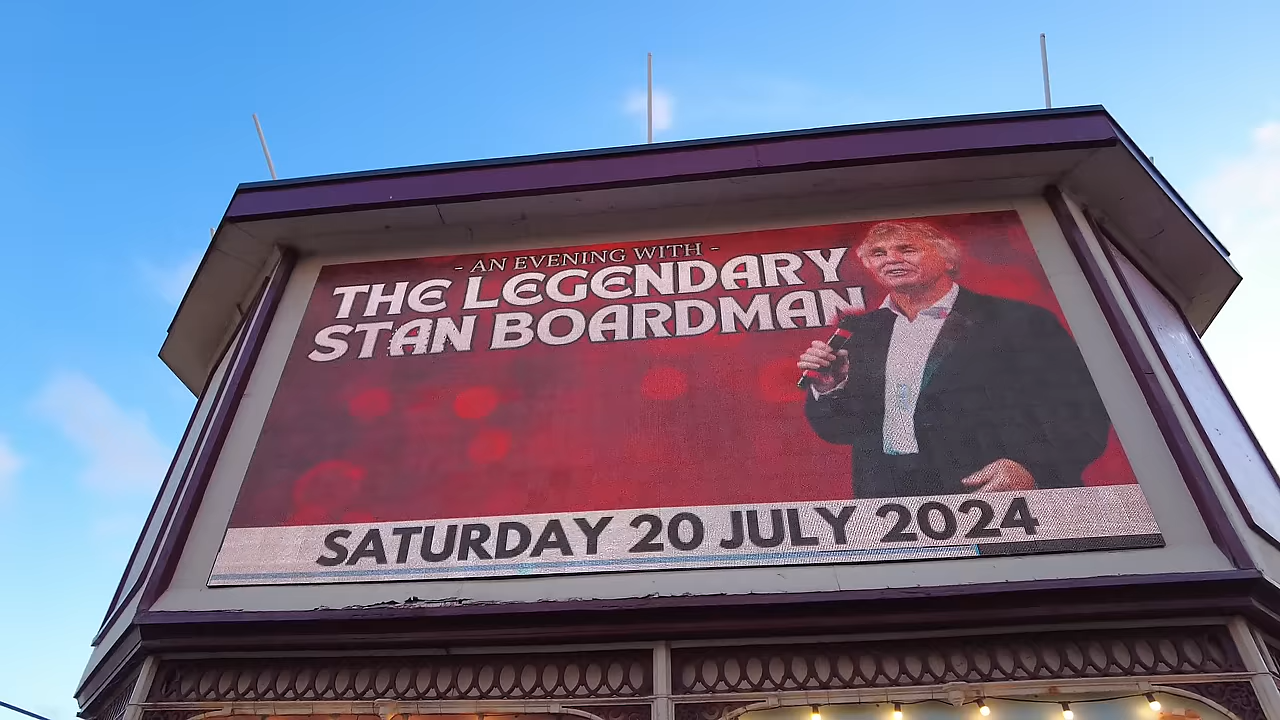 - AN EVENING WITH -
THE LEGENDARY
STAN BOARDMAN
SATURDAY 20 JULY 2024